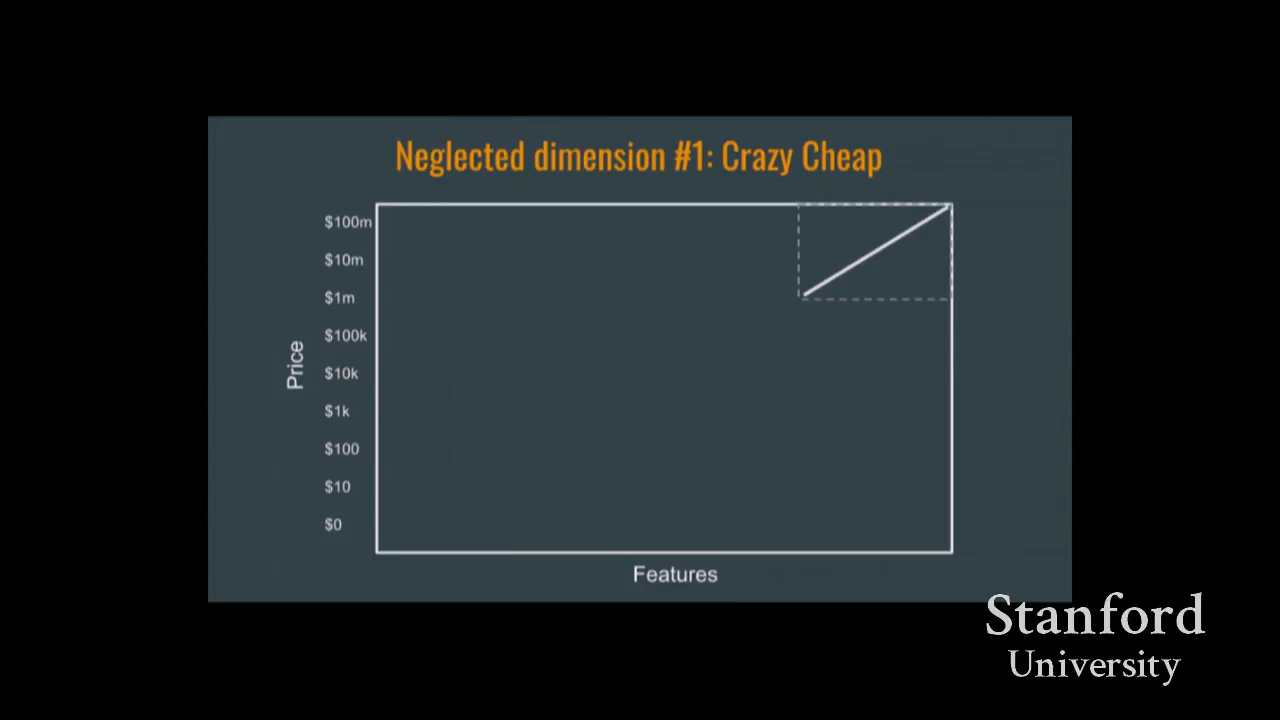 Neglected dimension #1: Crazy Cheap
$100m
$10m
$1m
$100k
$10k
$1k
$100
$10
$0
Price
Features
Stanford
University